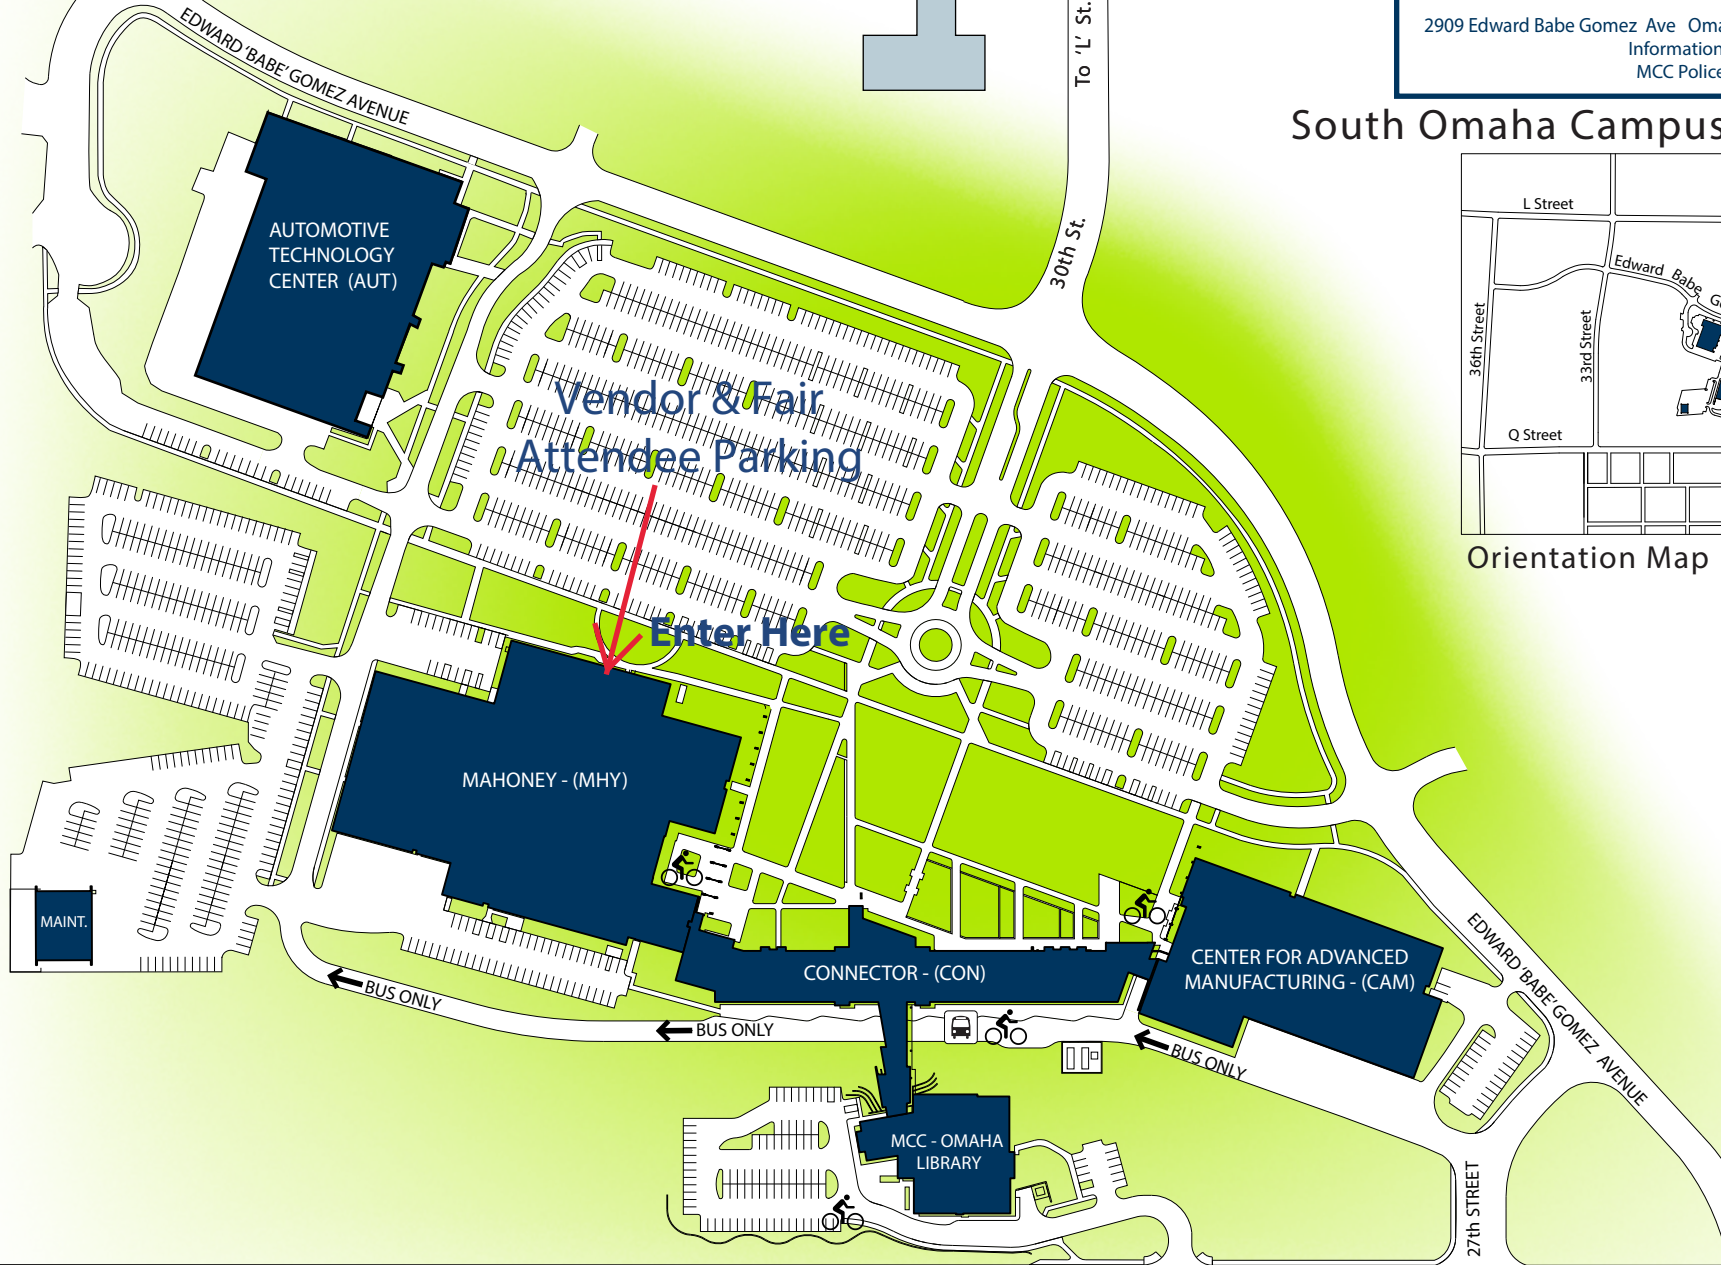 2909 Edward Babe Gomez Ave
Information
MCC Police
South Omaha Campus
L Street
Edward Babe
36th Street
33rd Street
Q Street
Orientation Map
To 'L' St.
30th St.
EDWARD 'BABE' GOMEZ AVENUE
AUTOMOTIVE
TECHNOLOGY
CENTER (AUT)
Vendor & Fair
Attendee Parking
Enter Here
MAHONEY - (MHY)
MAINT.
CONNECTOR - (CON)
CENTER FOR ADVANCED
MANUFACTURING - (CAM)
EDWARD 'BABE' GOMEZ AVENUE
BUS ONLY
BUS ONLY
BUS ONLY
MCC - OMAHA
LIBRARY
27th STREET